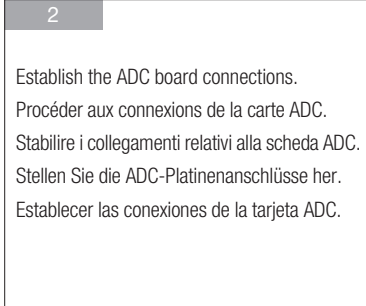 2
Establish the ADC board connections.
Procéder aux connexions de la carte ADC.
Stabilire i collegamenti relativi alla scheda ADC.
Stellen Sie die ADC-Platinenanschlüsse her.
Establecer las conexiones de la tarjeta ADC.